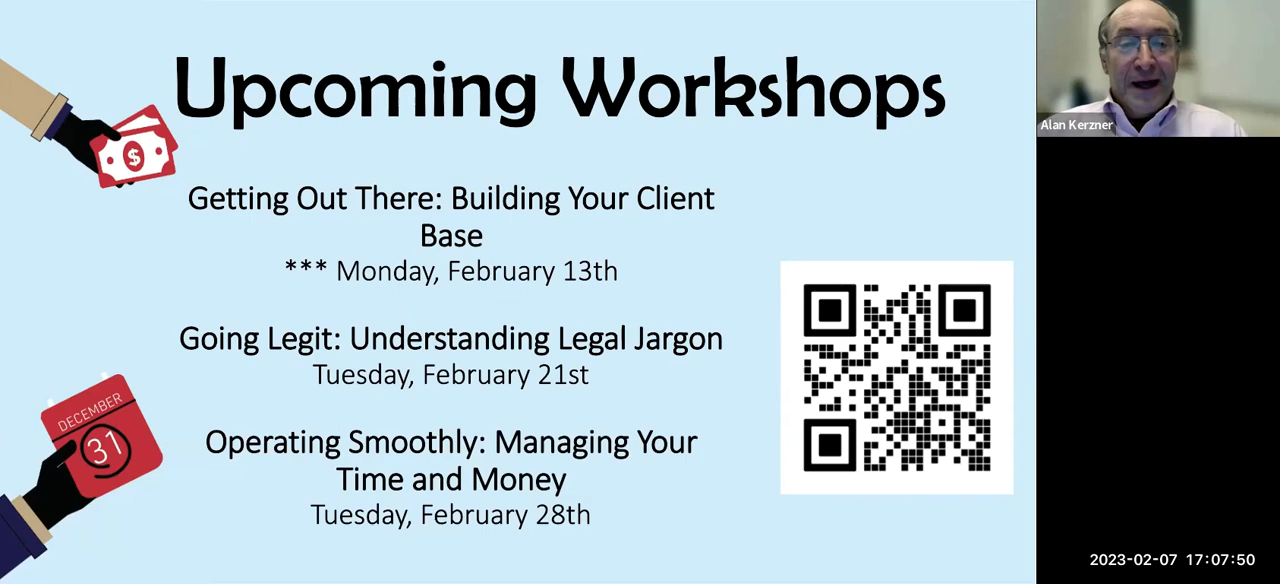 Upcoming Workshops
Alan Kerzner
$
Getting Out There: Building Your Client
Base
*** Monday, February 13th
Going Legit: Understanding Legal Jargon
Tuesday, February 21st
DECEMBER
31
Operating Smoothly: Managing Your
Time and Money
Tuesday, February 28th
2023-02-07 17:07:50